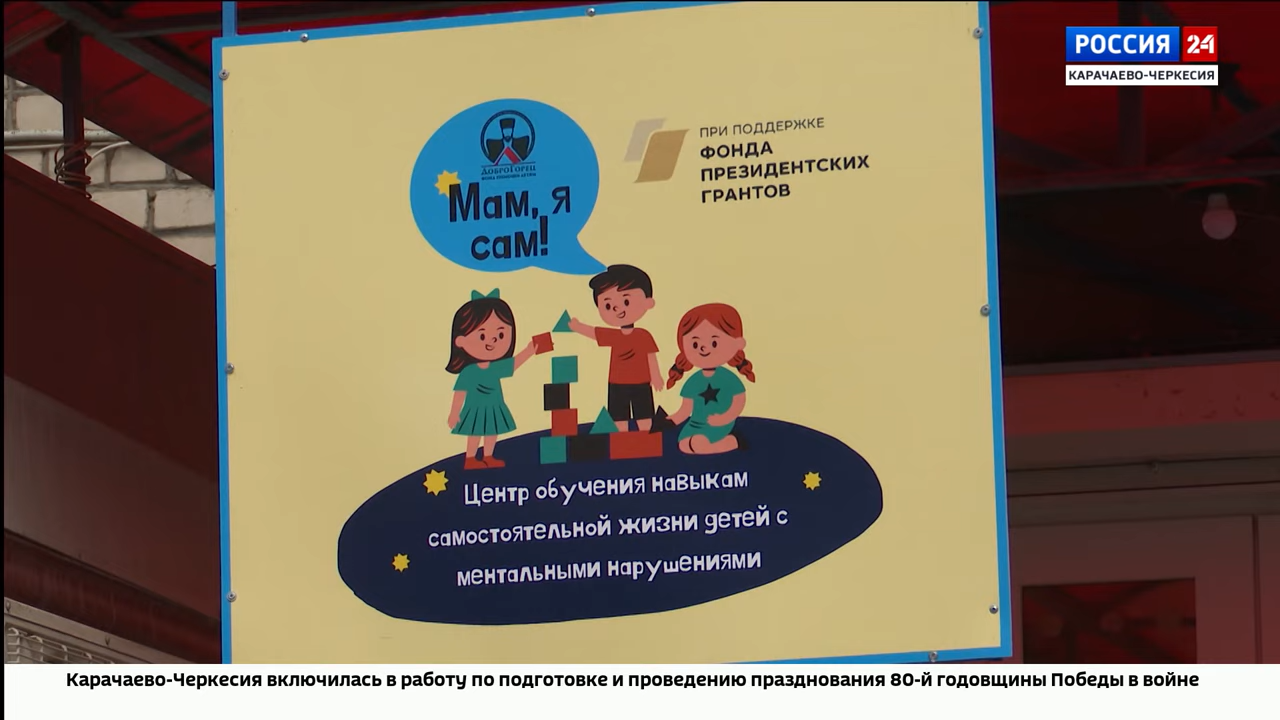 РОССИЯ 24
КАРАЧАЕВО-ЧЕРКЕСИЯ
ДОБРОГОРЕЦ
Мам, я
сам!
ПРИ ПОДДЕРЖКЕ
ФОНДА
ПРЕЗИДЕНТСКИХ
ГРАНТОВ
Центр обучения навыкам
самостоятельной жизни детей с
ментальными нарушениями
Карачаево-Черкесия включилась в работу по подготовке и проведению празднования 80-й годовщины Победы в войне